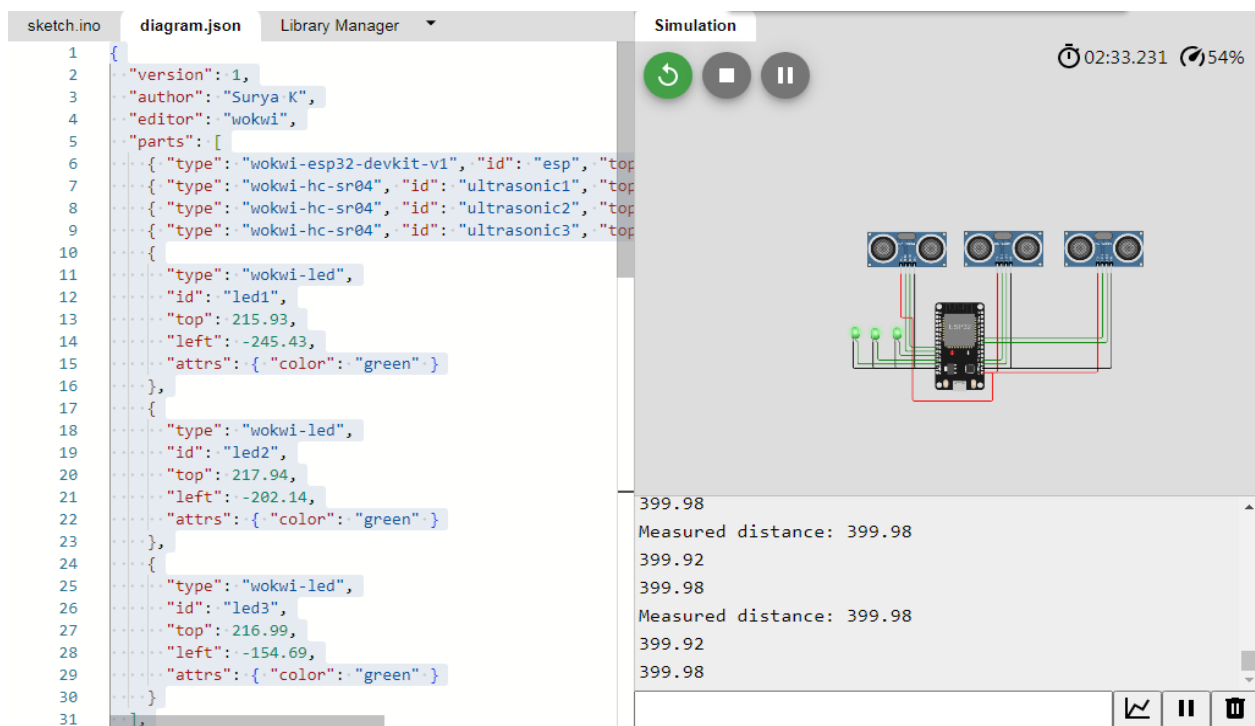 sketch.ino diagram.json Library Manager
1 {
2 "version": 1,
3 "author": "Surya K",
4 "editor": "wokwi",
5 "parts": [
6 { "type": "wokwi-esp32-devkit-v1", "id": "esp", "top
7 { "type": "wokwi-hc-sr04", "id": "ultrasonic1", "top
8 { "type": "wokwi-hc-sr04", "id": "ultrasonic2", "top
9 { "type": "wokwi-hc-sr04", "id": "ultrasonic3", "top
10 {
11 "type": "wokwi-led",
12 "id": "led1",
13 "top": 215.93,
14 "left": -245.43,
15 "attrs": { "color": "green" }
16 },
17 {
18 "type": "wokwi-led",
19 "id": "led2",
20 "top": 217.94,
21 "left": -202.14,
22 "attrs": { "color": "green" }
23 },
24 {
25 "type": "wokwi-led",
26 "id": "led3",
27 "top": 216.99,
28 "left": -154.69,
29 "attrs": { "color": "green" }
30 }
31 ],
Simulation
02:33.231 54%
ESP32
399.98
Measured distance: 399.98
399.92
399.98
Measured distance: 399.98
399.92
399.98